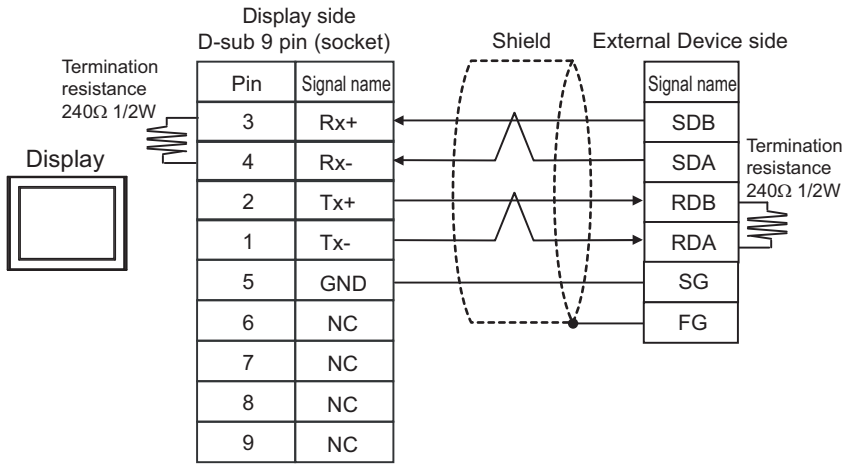 Display side
D-sub 9 pin (socket)
Shield
External Device side
Termination
resistance
240Ω 1/2W
Display
Pin Signal name
3 Rx+
4 Rx-
2 Tx+
1 Tx-
5 GND
6 NC
7 NC
8 NC
9 NC
Signal name
SDB
SDA
RDB
RDA
SG
FG
Termination
resistance
240Ω 1/2W